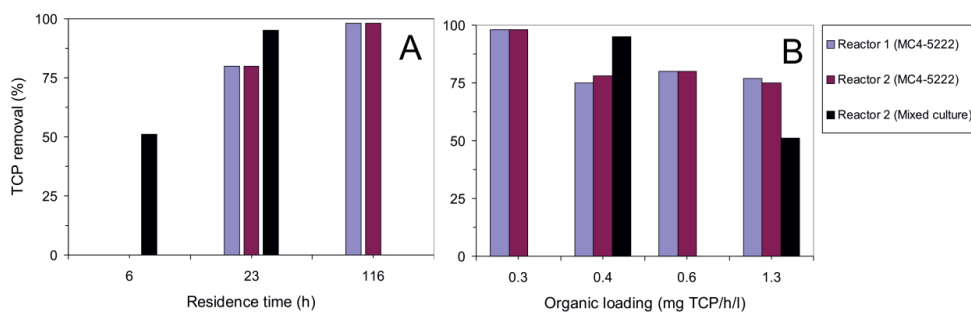 A
100
75
50
25
0
TCP removal (%)
6 23 116
Residence time (h)
B
100
75
50
25
0
0.3 0.4 0.6 1.3
Organic loading (mg TCP/h/l)
Reactor 1 (MC4-5222)
Reactor 2 (MC4-5222)
Reactor 2 (Mixed culture)